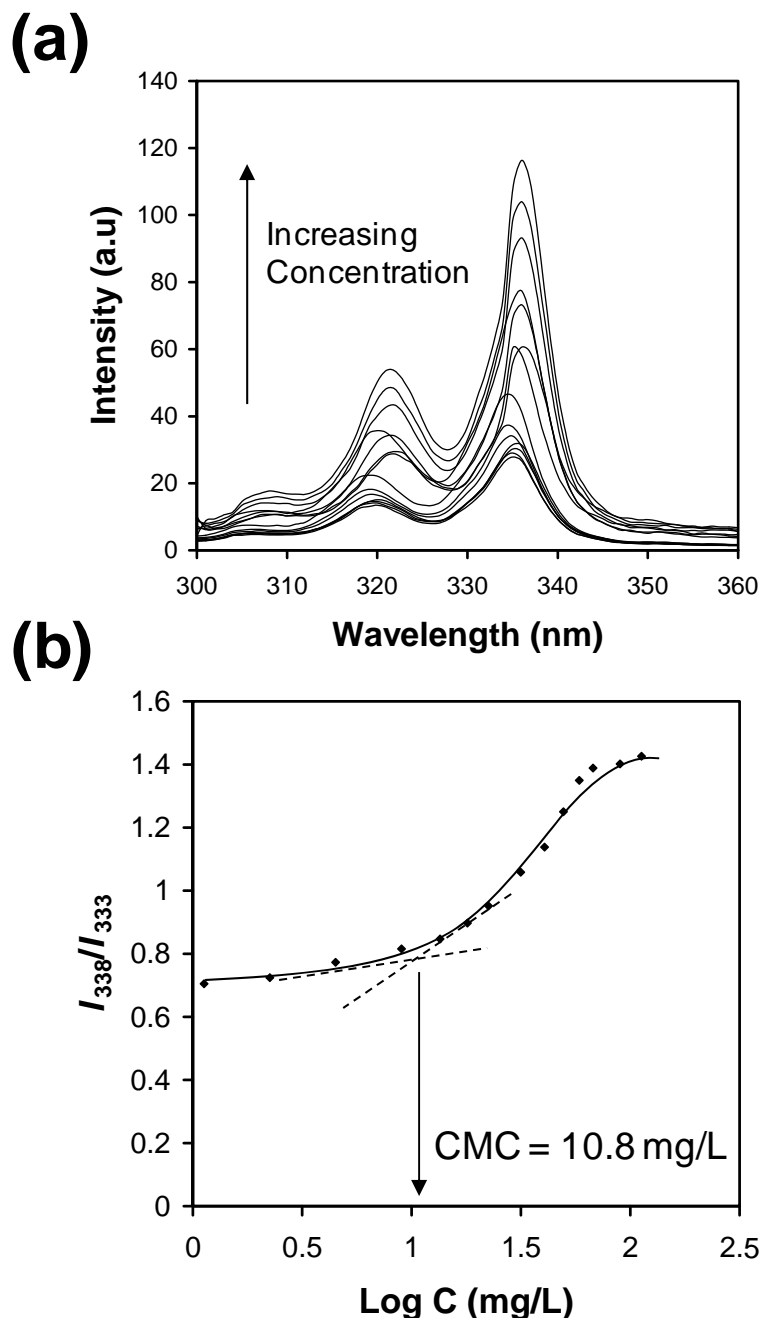 (a)
140
120
100
80
60
40
20
0
Intensity (a.u)
Increasing
Concentration
300 310 320 330 340 350 360
Wavelength (nm)
(b)
1.6
1.4
1.2
1
0.8
0.6
0.4
0.2
0
I338/I333
CMC = 10.8 mg/L
0 0.5 1 1.5 2 2.5
Log C (mg/L)